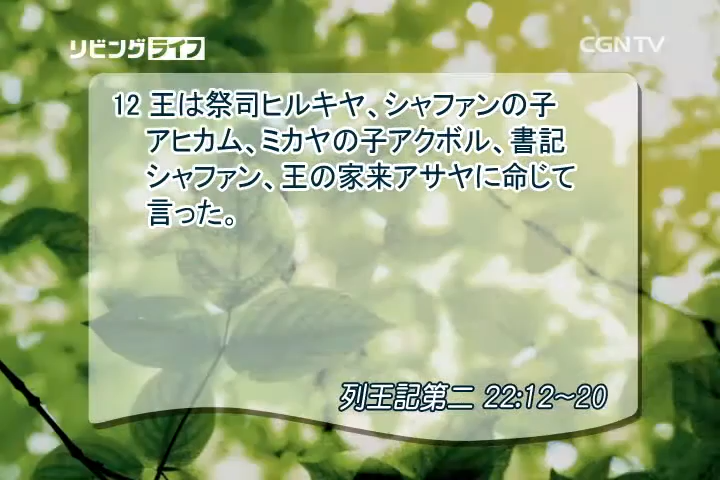 リビングライフ
CGNTV
12 王は祭司ヒルキヤ、シャファンの子
アヒカム、ミカヤの子アクボル、書記
シャファン、王の家来アサヤに命じて
言った。
列王記第二 22:12~20